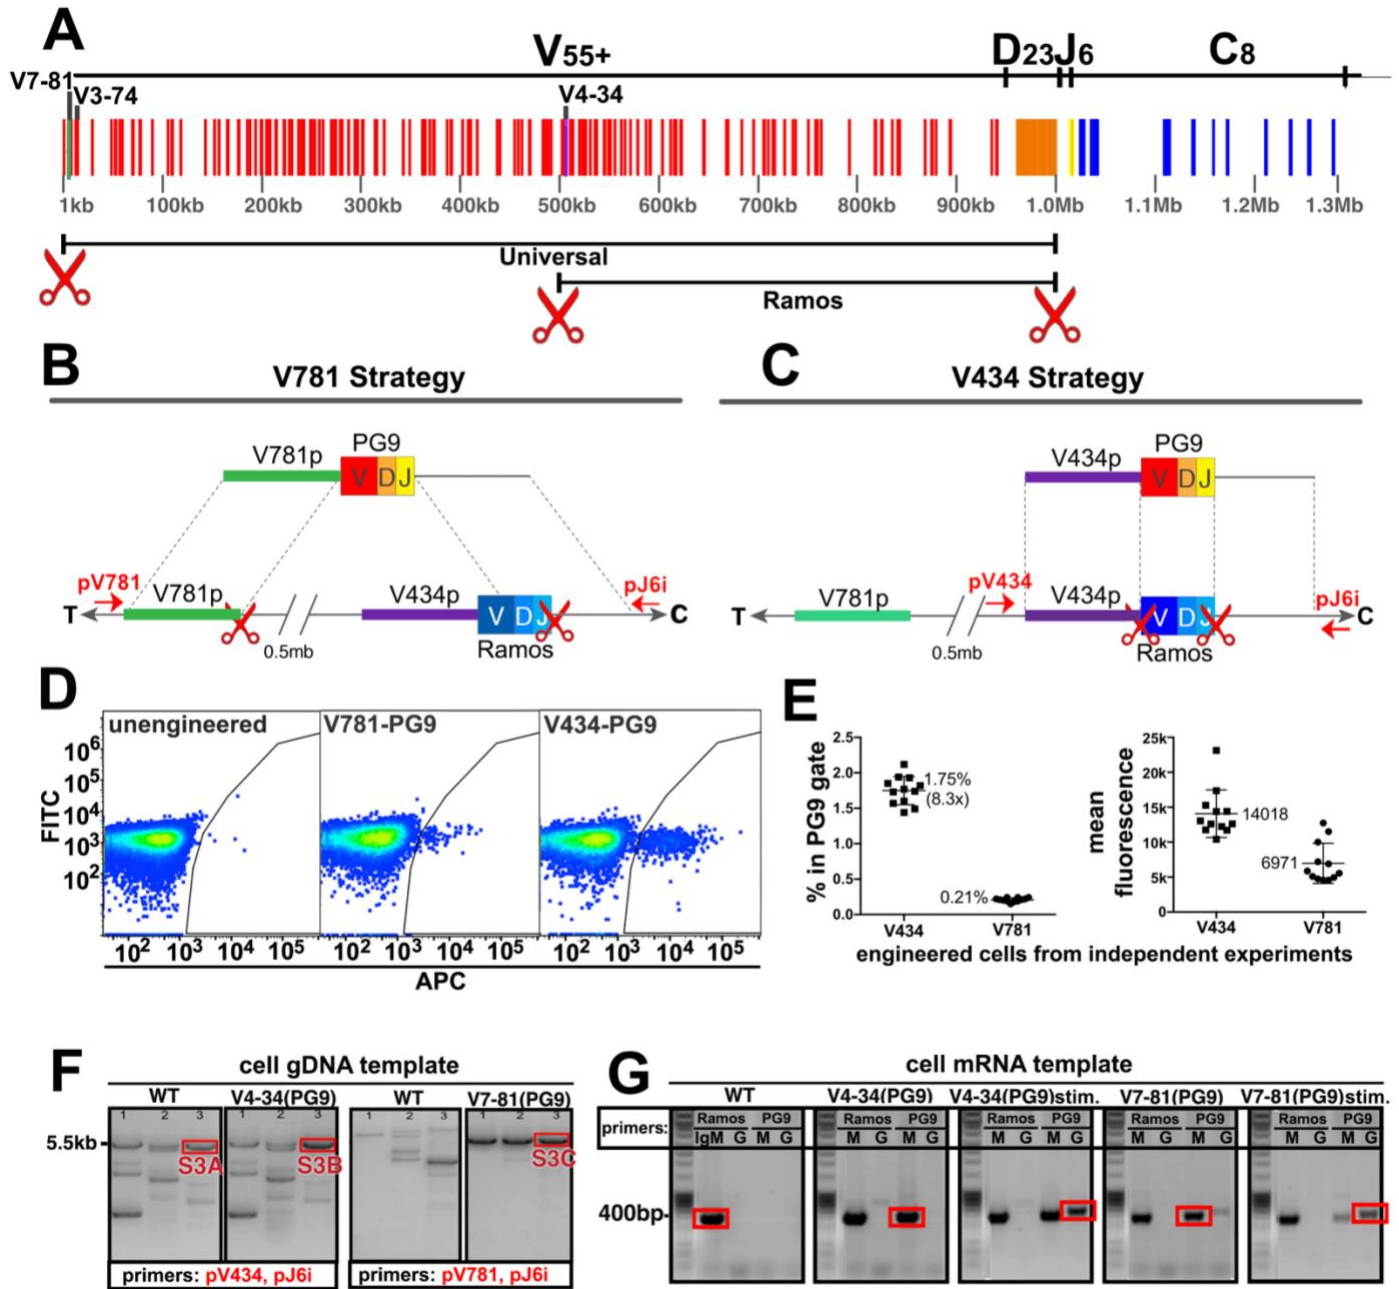 A
V55+
D23
J6
C8
V7-81
V3-74
V4-34
1kb 100kb 200kb 300kb 400kb 500kb 600kb 700kb 800kb 900kb 1.0Mb 1.1Mb 1.2Mb 1.3Mb
Universal
Ramos
B
V781 Strategy
PG9
V781p
V D J
pV781
V781p
V434p
V D J
pJ6i
T
C
0.5mb
Ramos
C
V434 Strategy
PG9
V434p
V D J
pV434
V781p
V434p
V D J
pJ6i
T
C
0.5mb
Ramos
D
unengineered
V781-PG9
V434-PG9
FITC
10^6
10^5
10^4
10^3
10^2
10^2 10^3 10^4 10^5
10^2 10^3 10^4 10^5
10^2 10^3 10^4 10^5
APC
E
% in PG9 gate
2.5
2.0
1.5
1.0
0.5
0.0
1.75%
(8.3x)
0.21%
V434 V781
mean
fluorescence
25k
20k
15k
10k
5k
0
14018
6971
V434 V781
engineered cells from independent experiments
F
cell gDNA template
WT V4-34(PG9) WT V7-81(PG9)
1 2 3 1 2 3 1 2 3 1 2 3
5.5kb
S3A
S3B
S3C
primers: pV434, pJ6i
primers: pV781, pJ6i
G
cell mRNA template
WT V4-34(PG9) V4-34(PG9)stim. V7-81(PG9) V7-81(PG9)stim.
primers:
Ramos PG9 Ramos PG9 Ramos PG9 Ramos PG9 Ramos PG9
IgM G M G M G M G M G M G M G M G M G M G
400bp